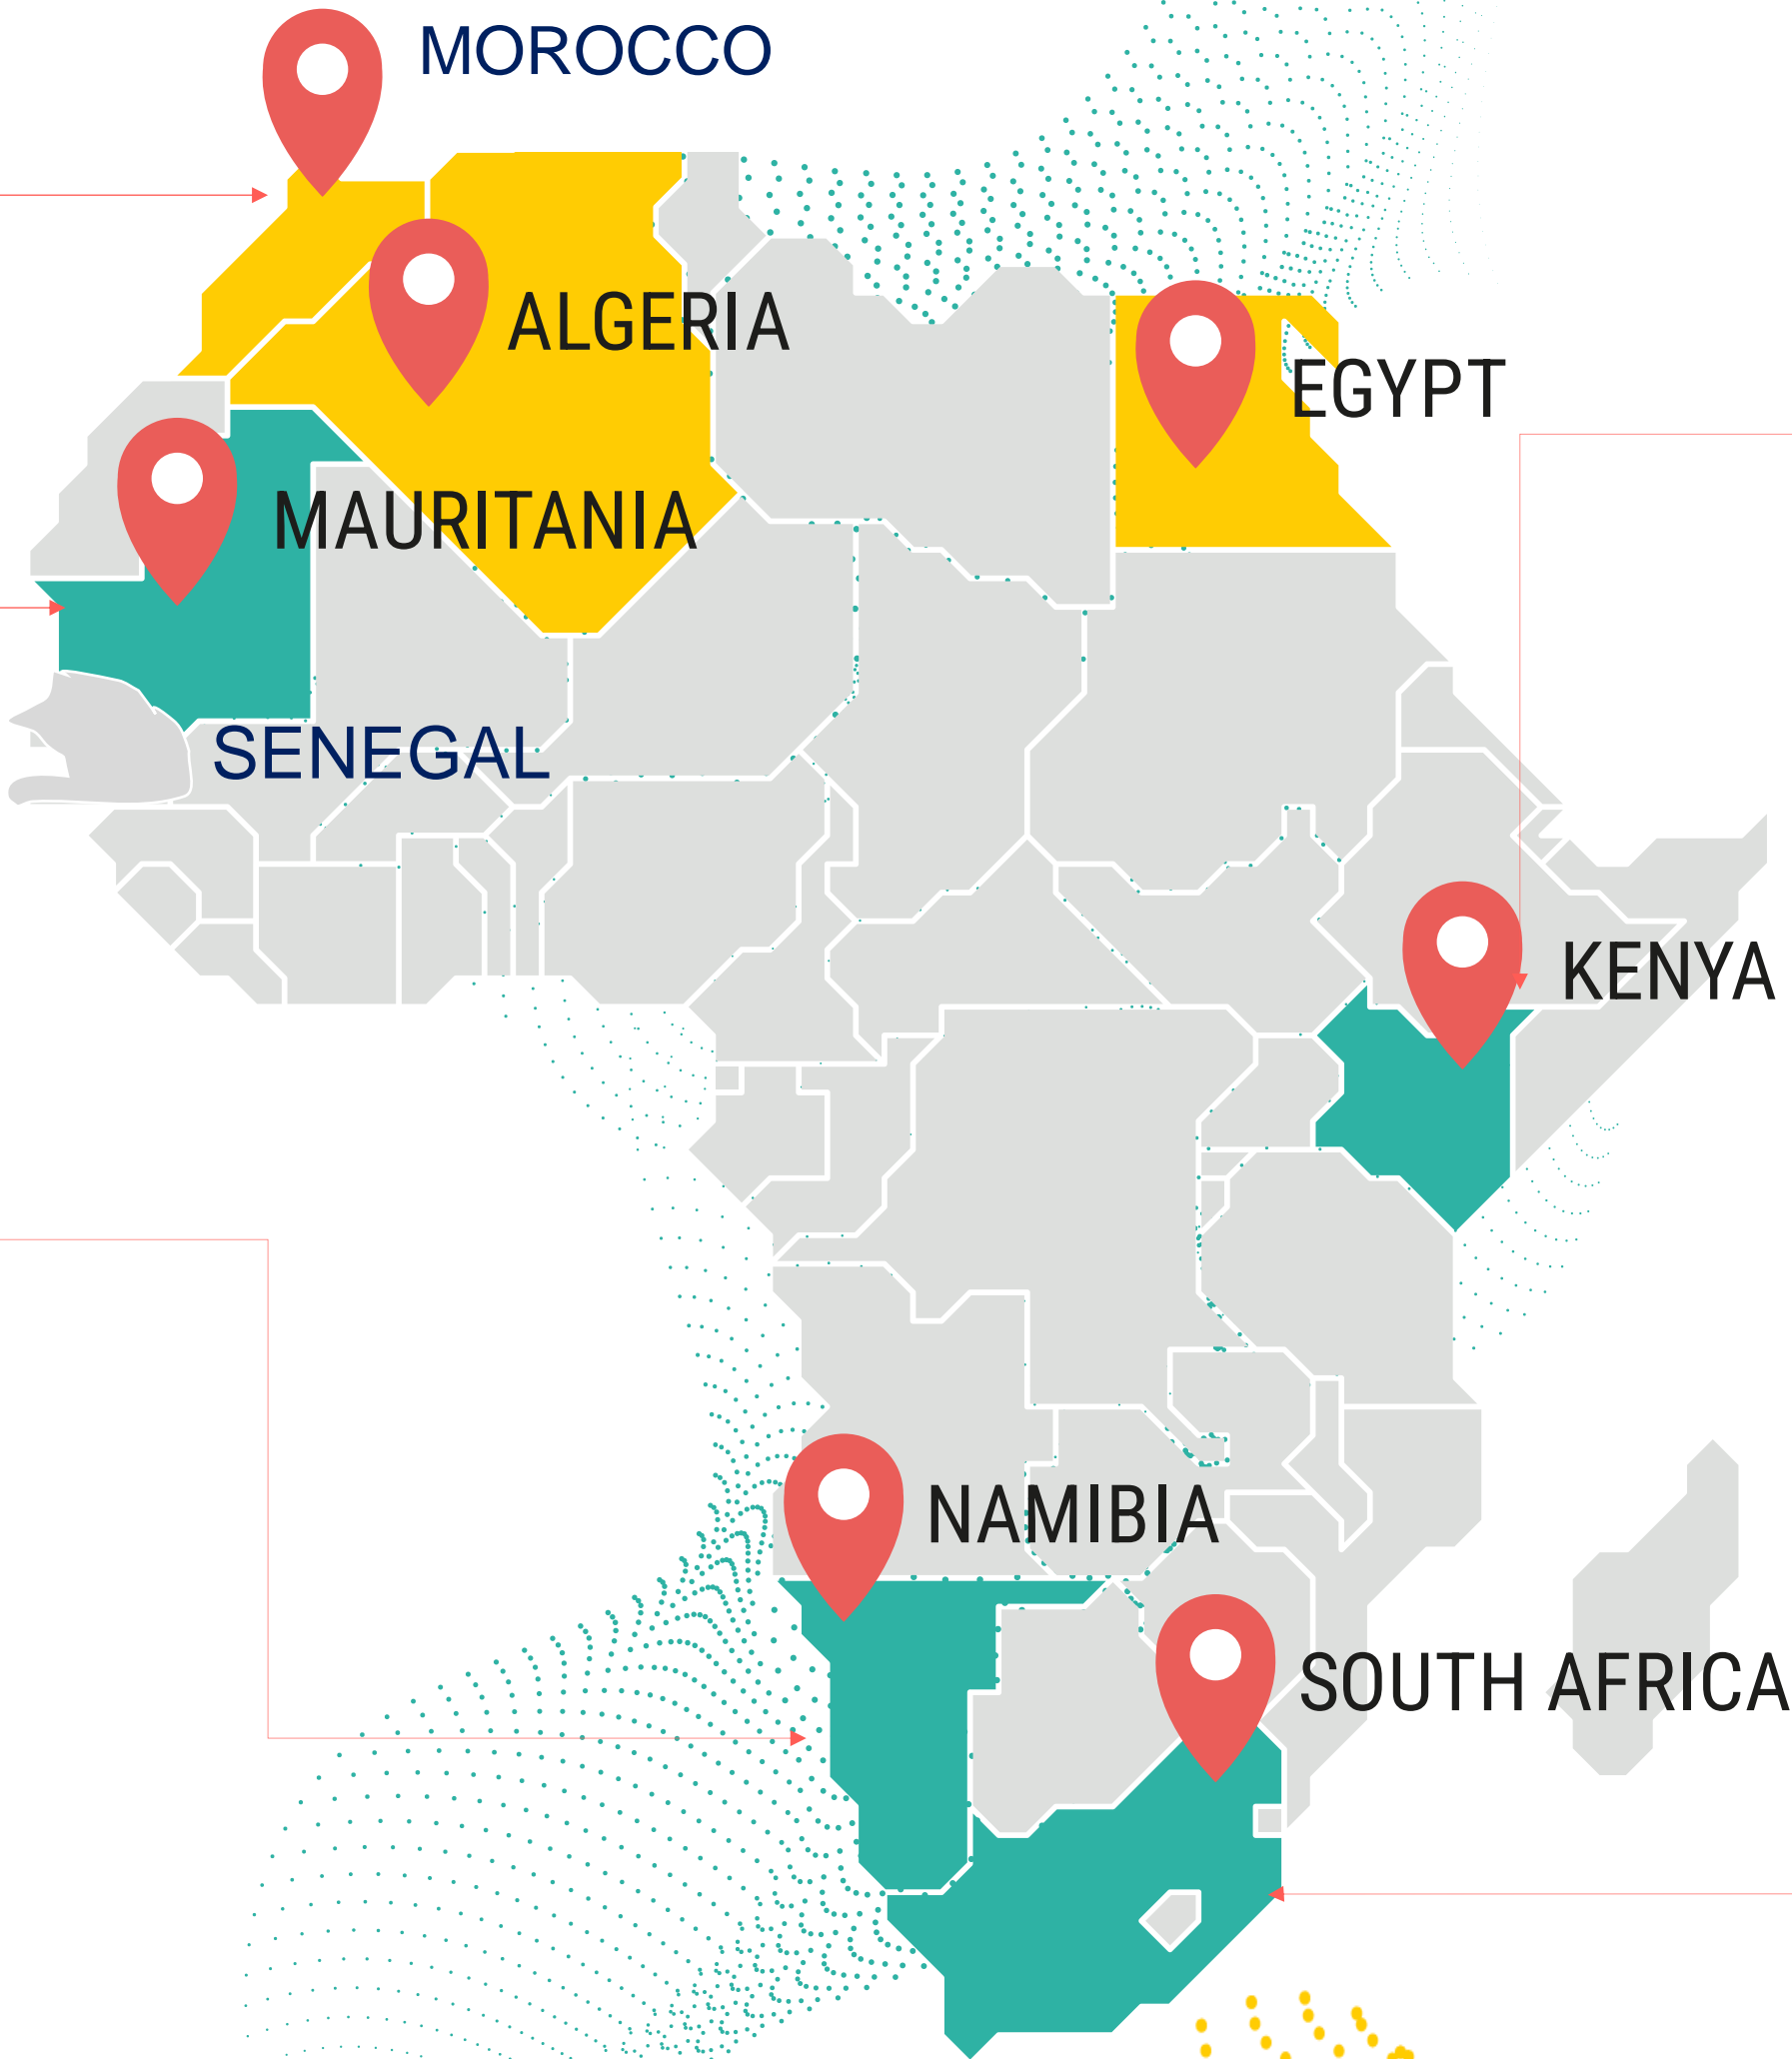 MOROCCO
ALGERIA
EGYPT
MAURITANIA
SENEGAL
KENYA
NAMIBIA
SOUTH AFRICA